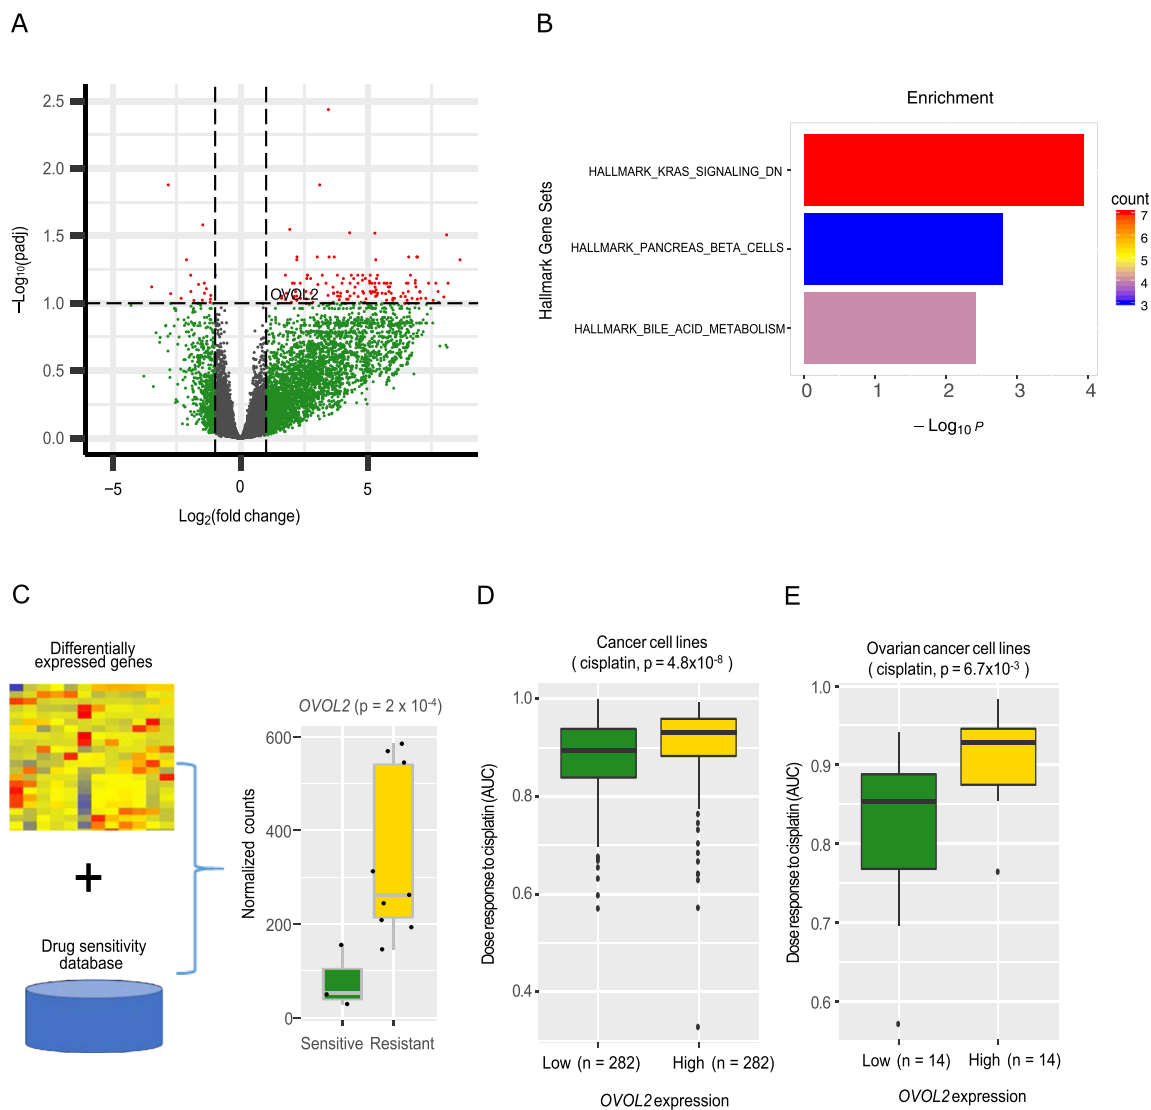 A
2.5
2.0
1.5
1.0
0.5
0.0
−Log10(padj)
OVOL2
−5
0
5
Log2(fold change)
B
Enrichment
Hallmark Gene Sets
HALLMARK_KRAS_SIGNALING_DN
HALLMARK_PANCREAS_BETA_CELLS
HALLMARK_BILE_ACID_METABOLISM
0
1
2
3
4
− Log10 P
count
7
6
5
4
3
C
Differentially
expressed genes
+
Drug sensitivity
database
OVOL2 (p = 2 x 10-4)
Normalized counts
600
400
200
0
Sensitive
Resistant
D
Cancer cell lines
( cisplatin, p = 4.8x10-8 )
Dose response to cisplatin (AUC)
1.0
0.8
0.6
0.4
Low (n = 282)
High (n = 282)
OVOL2 expression
E
Ovarian cancer cell lines
( cisplatin, p = 6.7x10-3 )
Dose response to cisplatin (AUC)
1.0
0.9
0.8
0.7
0.6
Low (n = 14)
High (n = 14)
OVOL2 expression